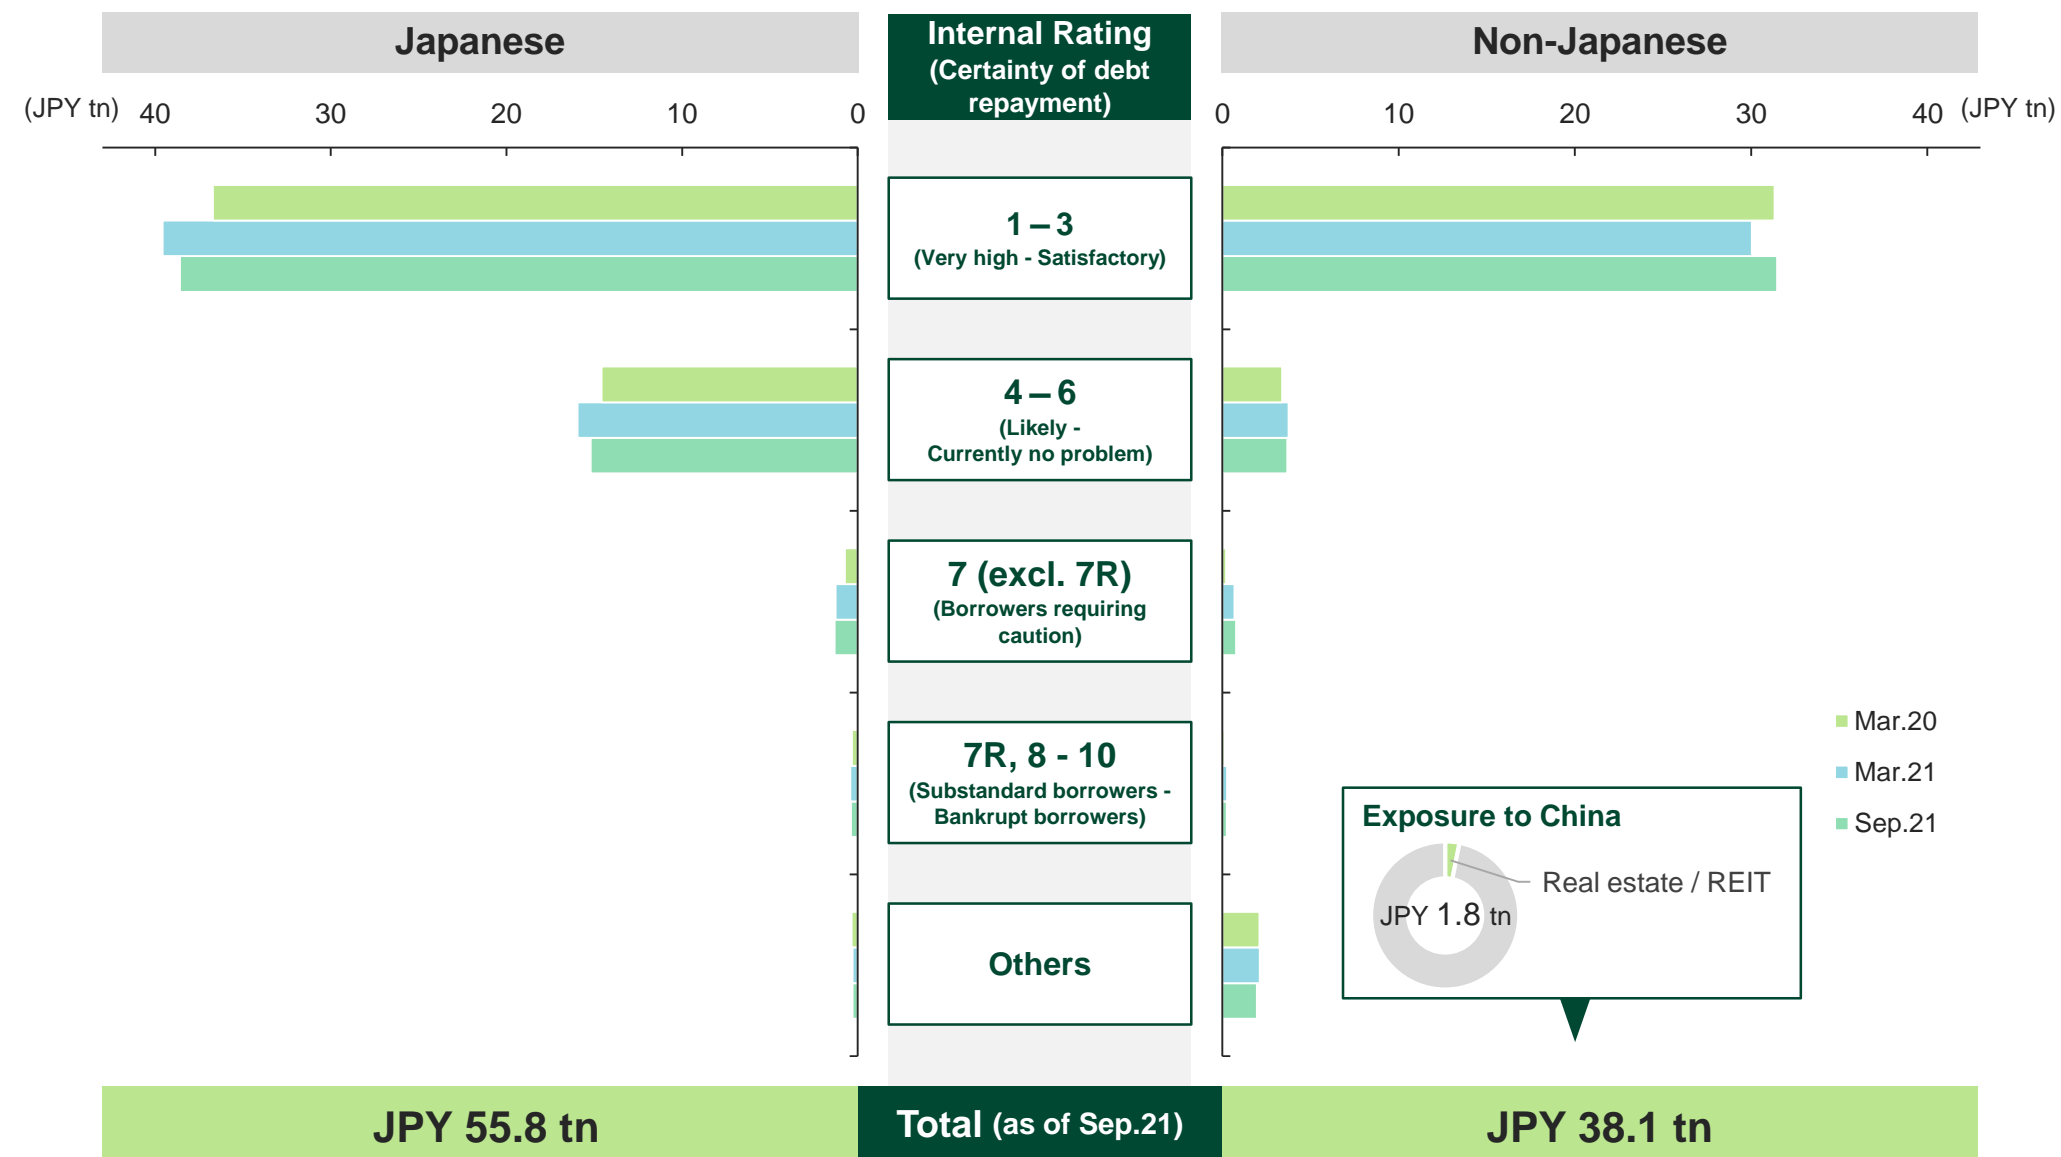 Japanese
Internal Rating
(Certainty of debt
repayment)
Non-Japanese
(JPY tn) 40 30 20 10 0
0 10 20 30 40 (JPY tn)
1 – 3
(Very high - Satisfactory)
4 – 6
(Likely -
Currently no problem)
7 (excl. 7R)
(Borrowers requiring
caution)
7R, 8 - 10
(Substandard borrowers -
Bankrupt borrowers)
Others
Mar.20
Mar.21
Sep.21
Exposure to China
Real estate / REIT
JPY 1.8 tn
JPY 55.8 tn
Total (as of Sep.21)
JPY 38.1 tn